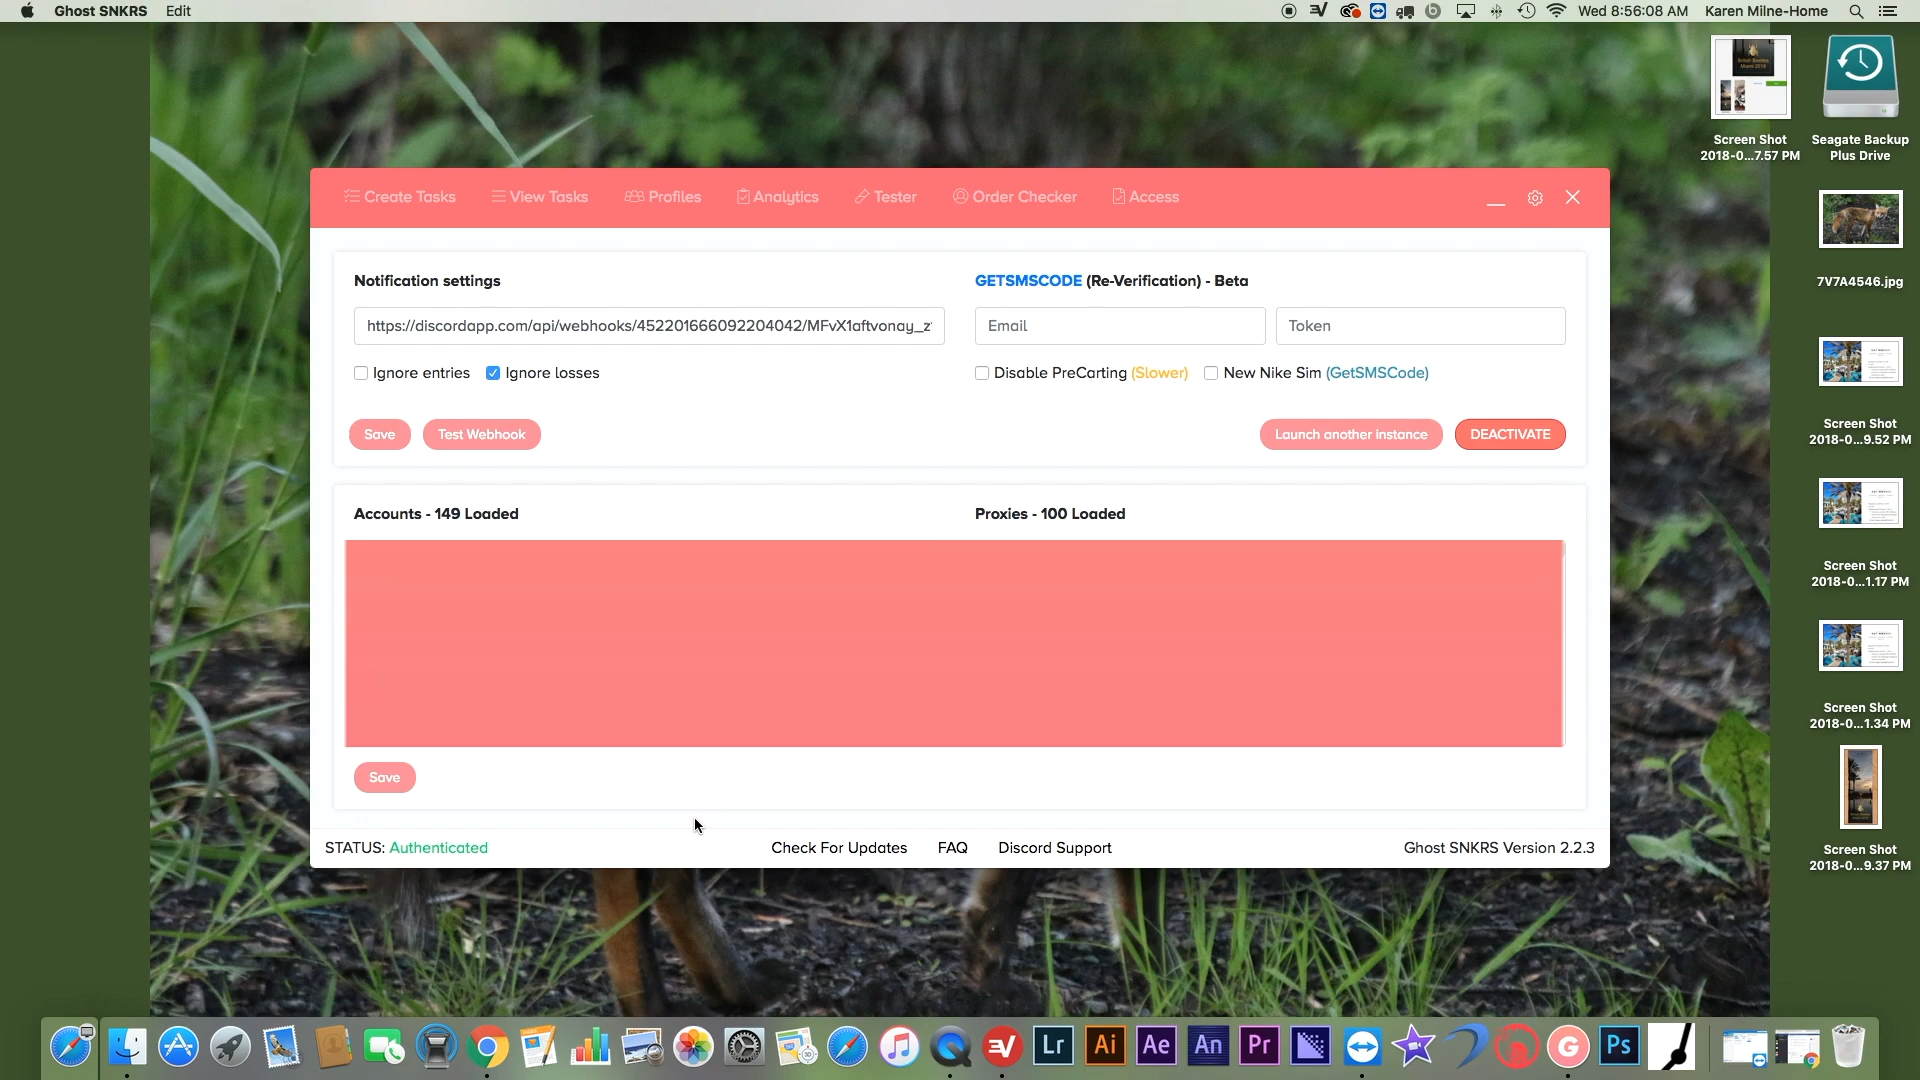 Ghost SNKRS Edit
Wed 8:56:08 AM Karen Milne-Home
Screen Shot
2018-0...7.57 PM
Seagate Backup
Plus Drive
7V7A4546.jpg
Screen Shot
2018-0...9.52 PM
Screen Shot
2018-0...1.17 PM
Screen Shot
2018-0...1.34 PM
Screen Shot
2018-0...9.37 PM
Create Tasks View Tasks Profiles Analytics Tester Order Checker Access
Notification settings
https://discordapp.com/api/webhooks/452201666092204042/MFvX1aftvonay_z
Ignore entries Ignore losses
Save Test Webhook
GETSMSCODE (Re-Verification) - Beta
Email Token
Disable PreCarting (Slower) New Nike Sim (GetSMSCode)
Launch another instance DEACTIVATE
Accounts - 149 Loaded
Proxies - 100 Loaded
Save
STATUS: Authenticated
Check For Updates FAQ Discord Support
Ghost SNKRS Version 2.2.3
Lr Ai Ae An Pr G Ps